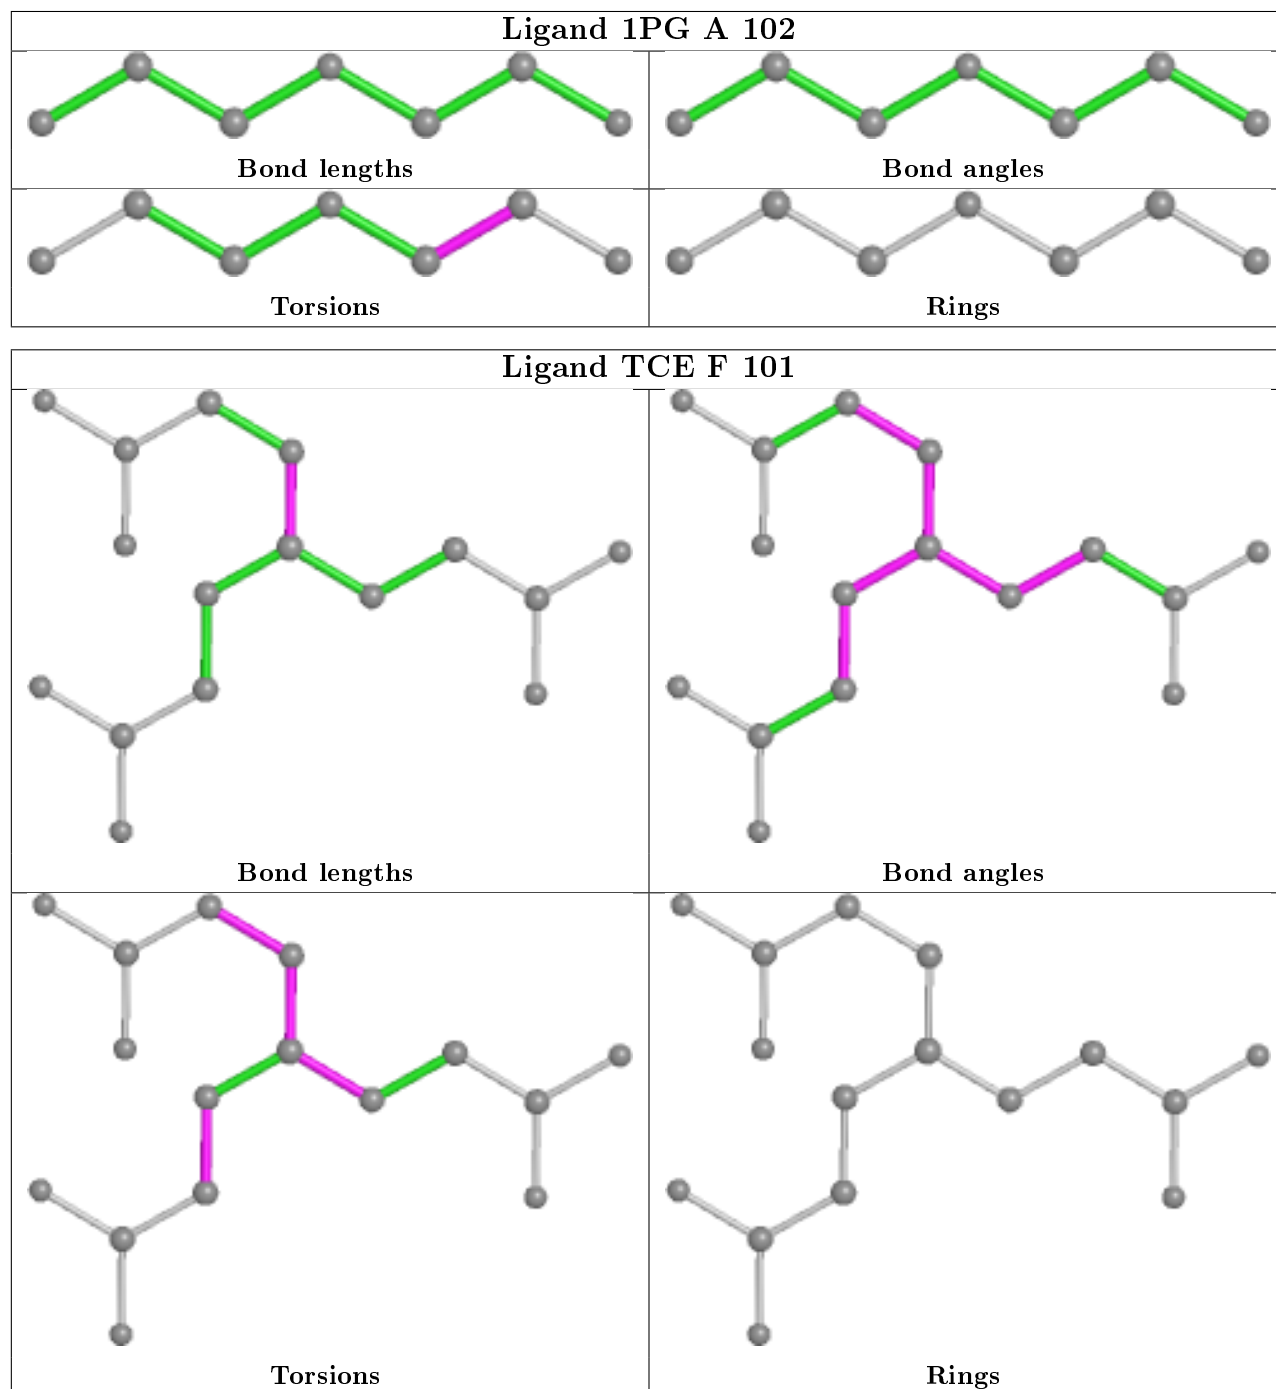 Ligand 1PG A 102
Bond lengths
Bond angles
Torsions
Rings
Ligand TCE F 101
Bond lengths
Bond angles
Torsions
Rings